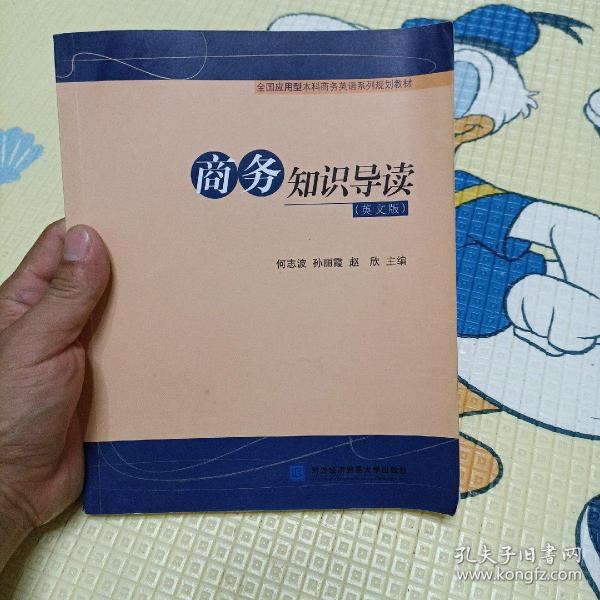 全国应用型本科商务英语系列规划教材
商务知识导读
(英文版)
何志波 孙丽霞 赵 欣 主编
对外经济贸易大学出版社
孔夫子旧书网
www.kongfz.com